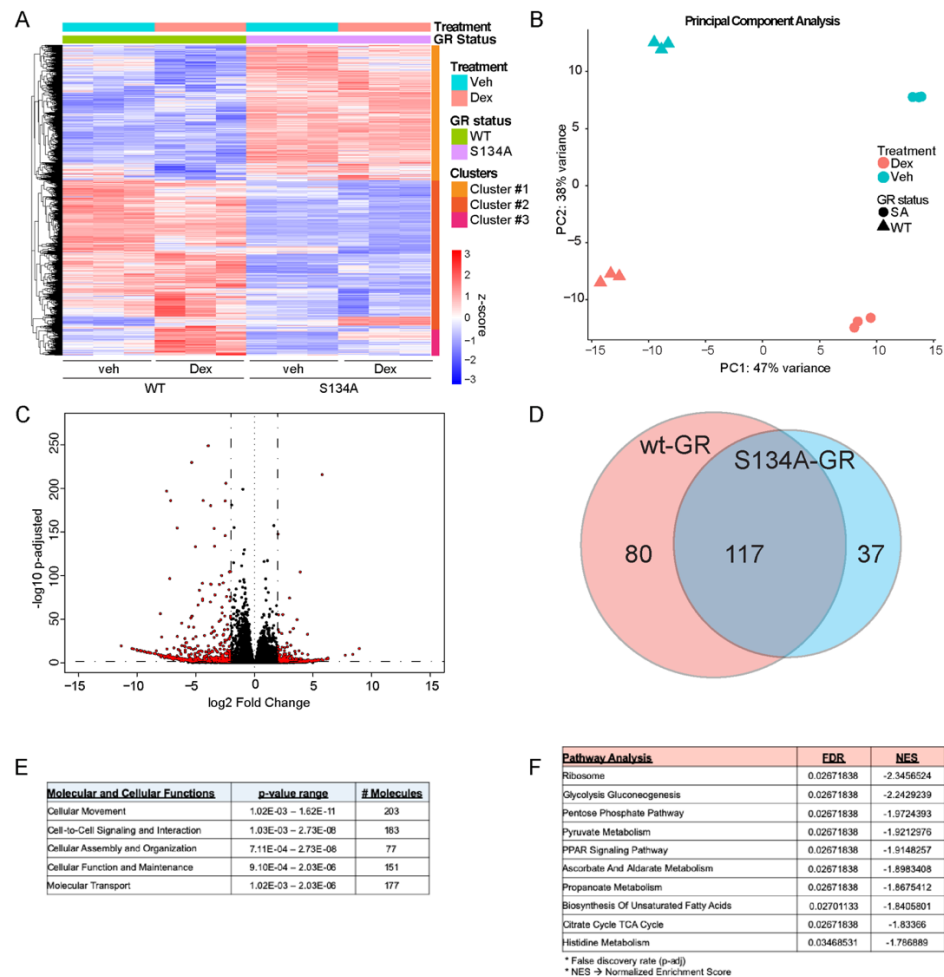 A
Treatment
GR Status
Treatment
Veh
Dex
GR status
WT
S134A
Clusters
Cluster #1
Cluster #2
Cluster #3
3
2
1
0
−1
−2
−3
z-score
veh Dex veh Dex
WT S134A
B
Principal Component Analysis
PC2: 38% variance
10
5
0
−5
−10
−15 −10 −5 0 5 10 15
PC1: 47% variance
Treatment
Dex
Veh
GR status
SA
WT
C
-log10 p-adjusted
250
200
150
100
50
0
−15 −10 −5 0 5 10 15
log2 Fold Change
D
wt-GR
S134A-GR
80 117 37
E
Molecular and Cellular Functions p-value range # Molecules
Cellular Movement 1.02E-03 – 1.62E-11 203
Cell-to-Cell Signaling and Interaction 1.03E-03 – 2.73E-08 183
Cellular Assembly and Organization 7.11E-04 – 2.73E-08 77
Cellular Function and Maintenance 9.10E-04 – 2.03E-06 151
Molecular Transport 1.02E-03 – 2.03E-06 177
F
Pathway Analysis FDR NES
Ribosome 0.02671838 -2.3456524
Glycolysis Gluconeogenesis 0.02671838 -2.2429239
Pentose Phosphate Pathway 0.02671838 -1.9724393
Pyruvate Metabolism 0.02671838 -1.9212976
PPAR Signaling Pathway 0.02671838 -1.9148257
Ascorbate And Aldarate Metabolism 0.02671838 -1.8983408
Propanoate Metabolism 0.02671838 -1.8675412
Biosynthesis Of Unsaturated Fatty Acids 0.02701133 -1.8405801
Citrate Cycle TCA Cycle 0.02671838 -1.83366
Histidine Metabolism 0.03468531 -1.786889
* False discovery rate (p-adj)
* NES → Normalized Enrichment Score